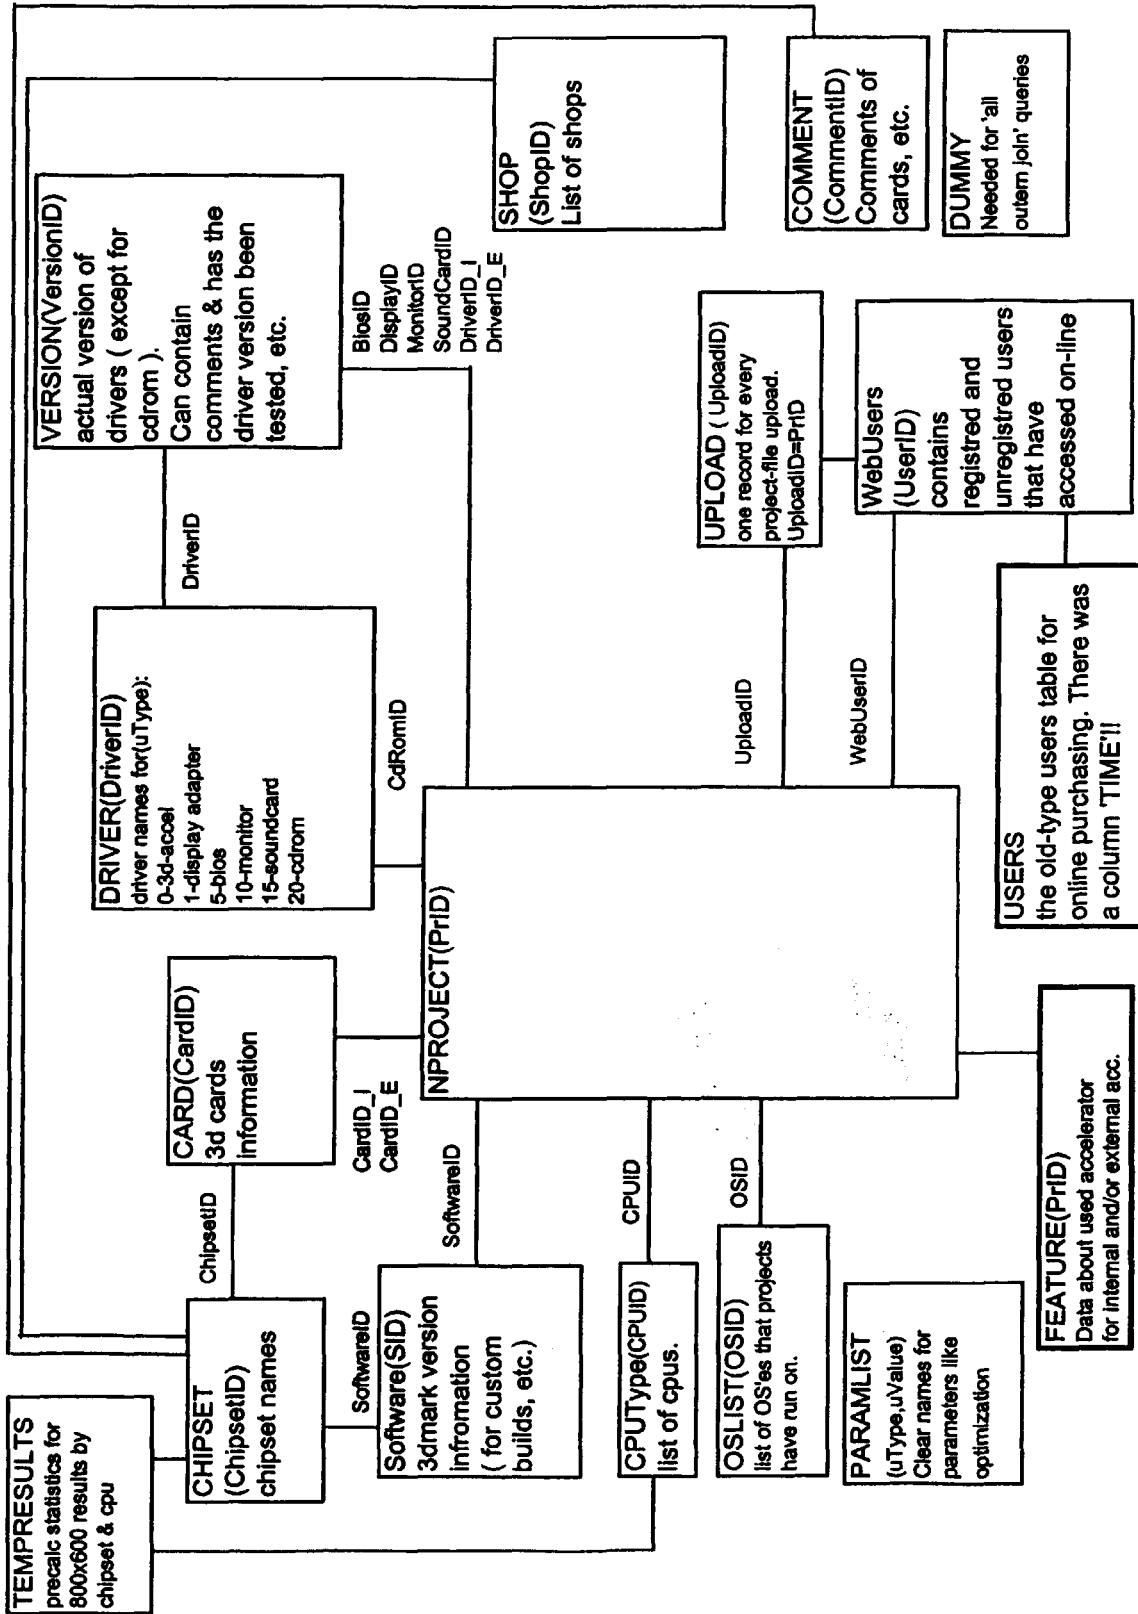 TEMPRESULTS
precalc statistics for
800x600 results by
chipset & cpu
CHIPSET
(ChipsetID)
chipset names
ChipsetID
CARD(CardID)
3d cards
information
CardID_I
CardID_E
DRIVER(DriverID)
driver names for(uType):
0-3d-accel
1-display adapter
5-bios
10-monitor
15-soundcard
20-cdrom
DriverID
VERSION(VersionID)
actual version of
drivers ( except for
cdrom ).
Can contain
comments & has the
driver version been
tested, etc.
CdRomID
BiosID
DisplayID
MonitorID
SoundCardID
DriverID_I
DriverID_E
SHOP
(ShopID)
List of shops
SoftwareID
Software(SID)
3dmark version
infromation
( for custom
builds, etc.)
SoftwareID
NPROJECT(PrID)
CPUType(CPUID)
list of cpus.
CPUID
OSLIST(OSID)
list of OS'es that projects
have run on.
OSID
UploadID
UPLOAD ( UploadID)
one record for every
project-file upload.
UploadID=PrID
COMMENT
(CommentID)
Comments of
cards, etc.
WebUserID
WebUsers
(UserID)
contains
registred and
unregistred users
that have
accessed on-line
DUMMY
Needed for 'all
outern join' queries
PARAMLIST
(uType,uValue)
Clear names for
parameters like
optimization
FEATURE(PrID)
Data about used accelerator
for internal and/or external acc.
USERS
the old-type users table for
online purchasing. There was
a column 'TIME'!!